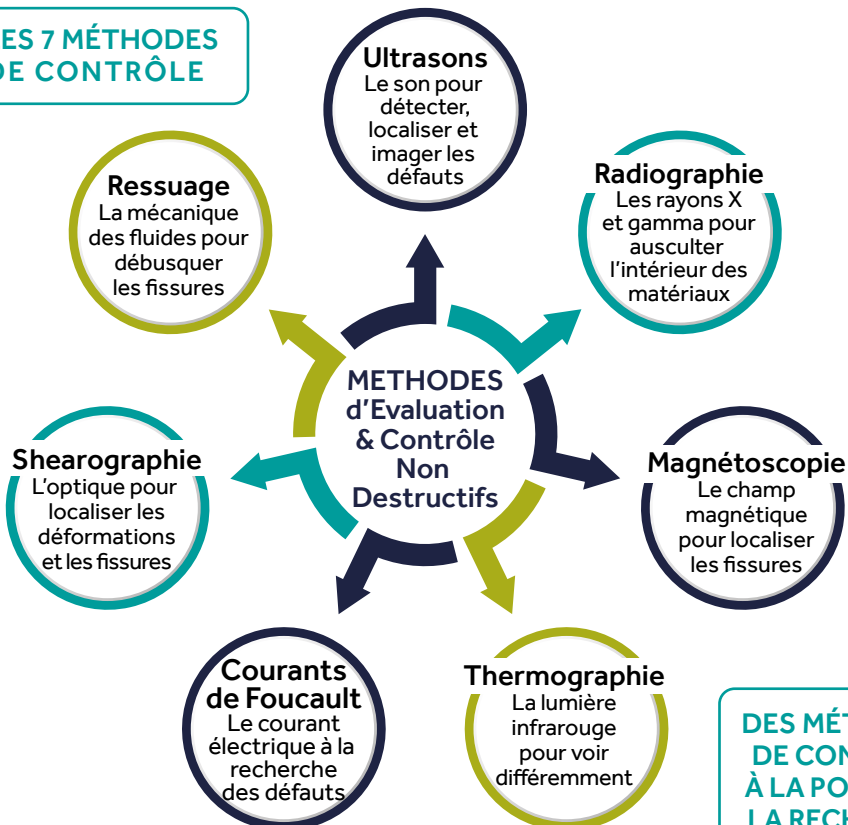 ES 7 MÉTHODES
DE CONTRÔLE
Ultrasons
Le son pour
détecter,
localiser et
imager les
défauts
Radiographie
Les rayons X
et gamma pour
ausculter
l'intérieur des
matériaux
Ressuage
La mécanique
des fluides pour
débusquer
les fissures
METHODES
d'Evaluation
& Contrôle
Non
Destructifs
Shearographie
L'optique pour
localiser les
déformations
et les fissures
Magnétoscopie
Le champ
magnétique
pour localiser
les fissures
Courants
de Foucault
Le courant
électrique à la
recherche
des défauts
Thermographie
La lumière
infrarouge
pour voir
différemment
DES MÉT
DE CON
À LA PO
LA RECH